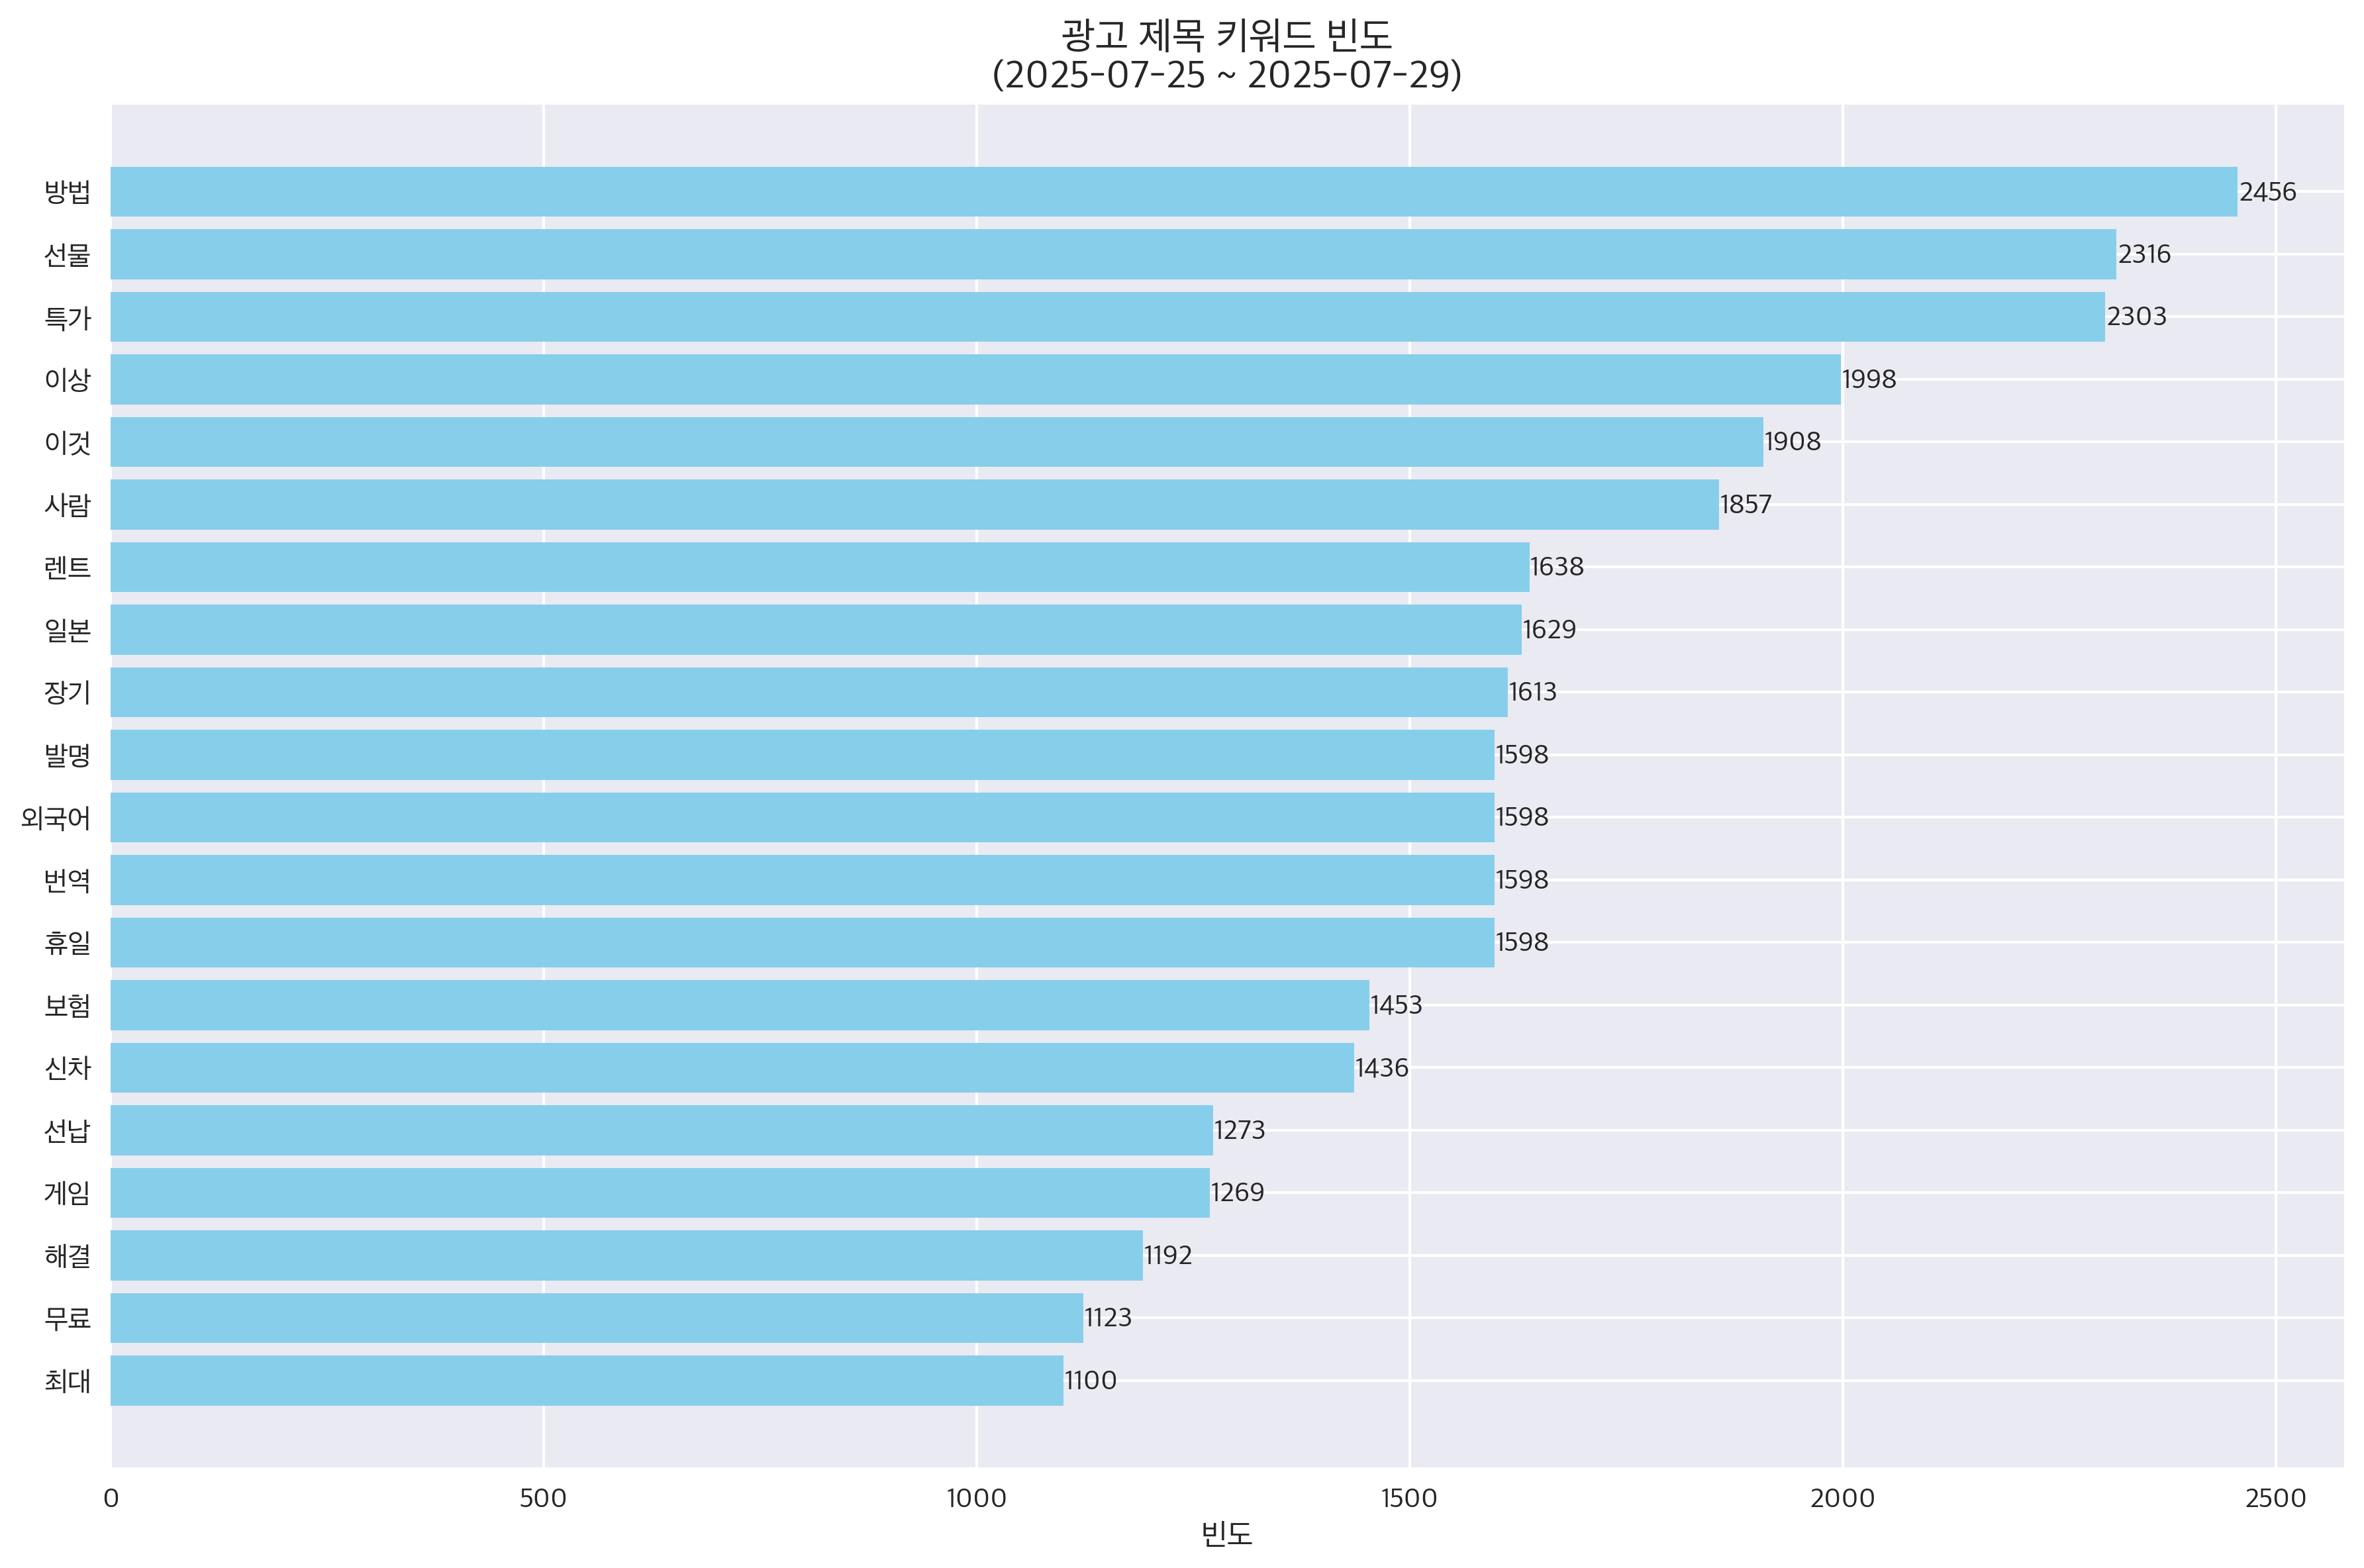 광고 제목 키워드 빈도
(2025-07-25 ~ 2025-07-29)
방법 2456
선물 2316
특가 2303
이상 1998
이것 1908
사람 1857
렌트 1638
일본 1629
장기 1613
발명 1598
외국어 1598
번역 1598
휴일 1598
보험 1453
신차 1436
선납 1273
게임 1269
해결 1192
무료 1123
최대 1100
0 500 1000 1500 2000 2500
빈도